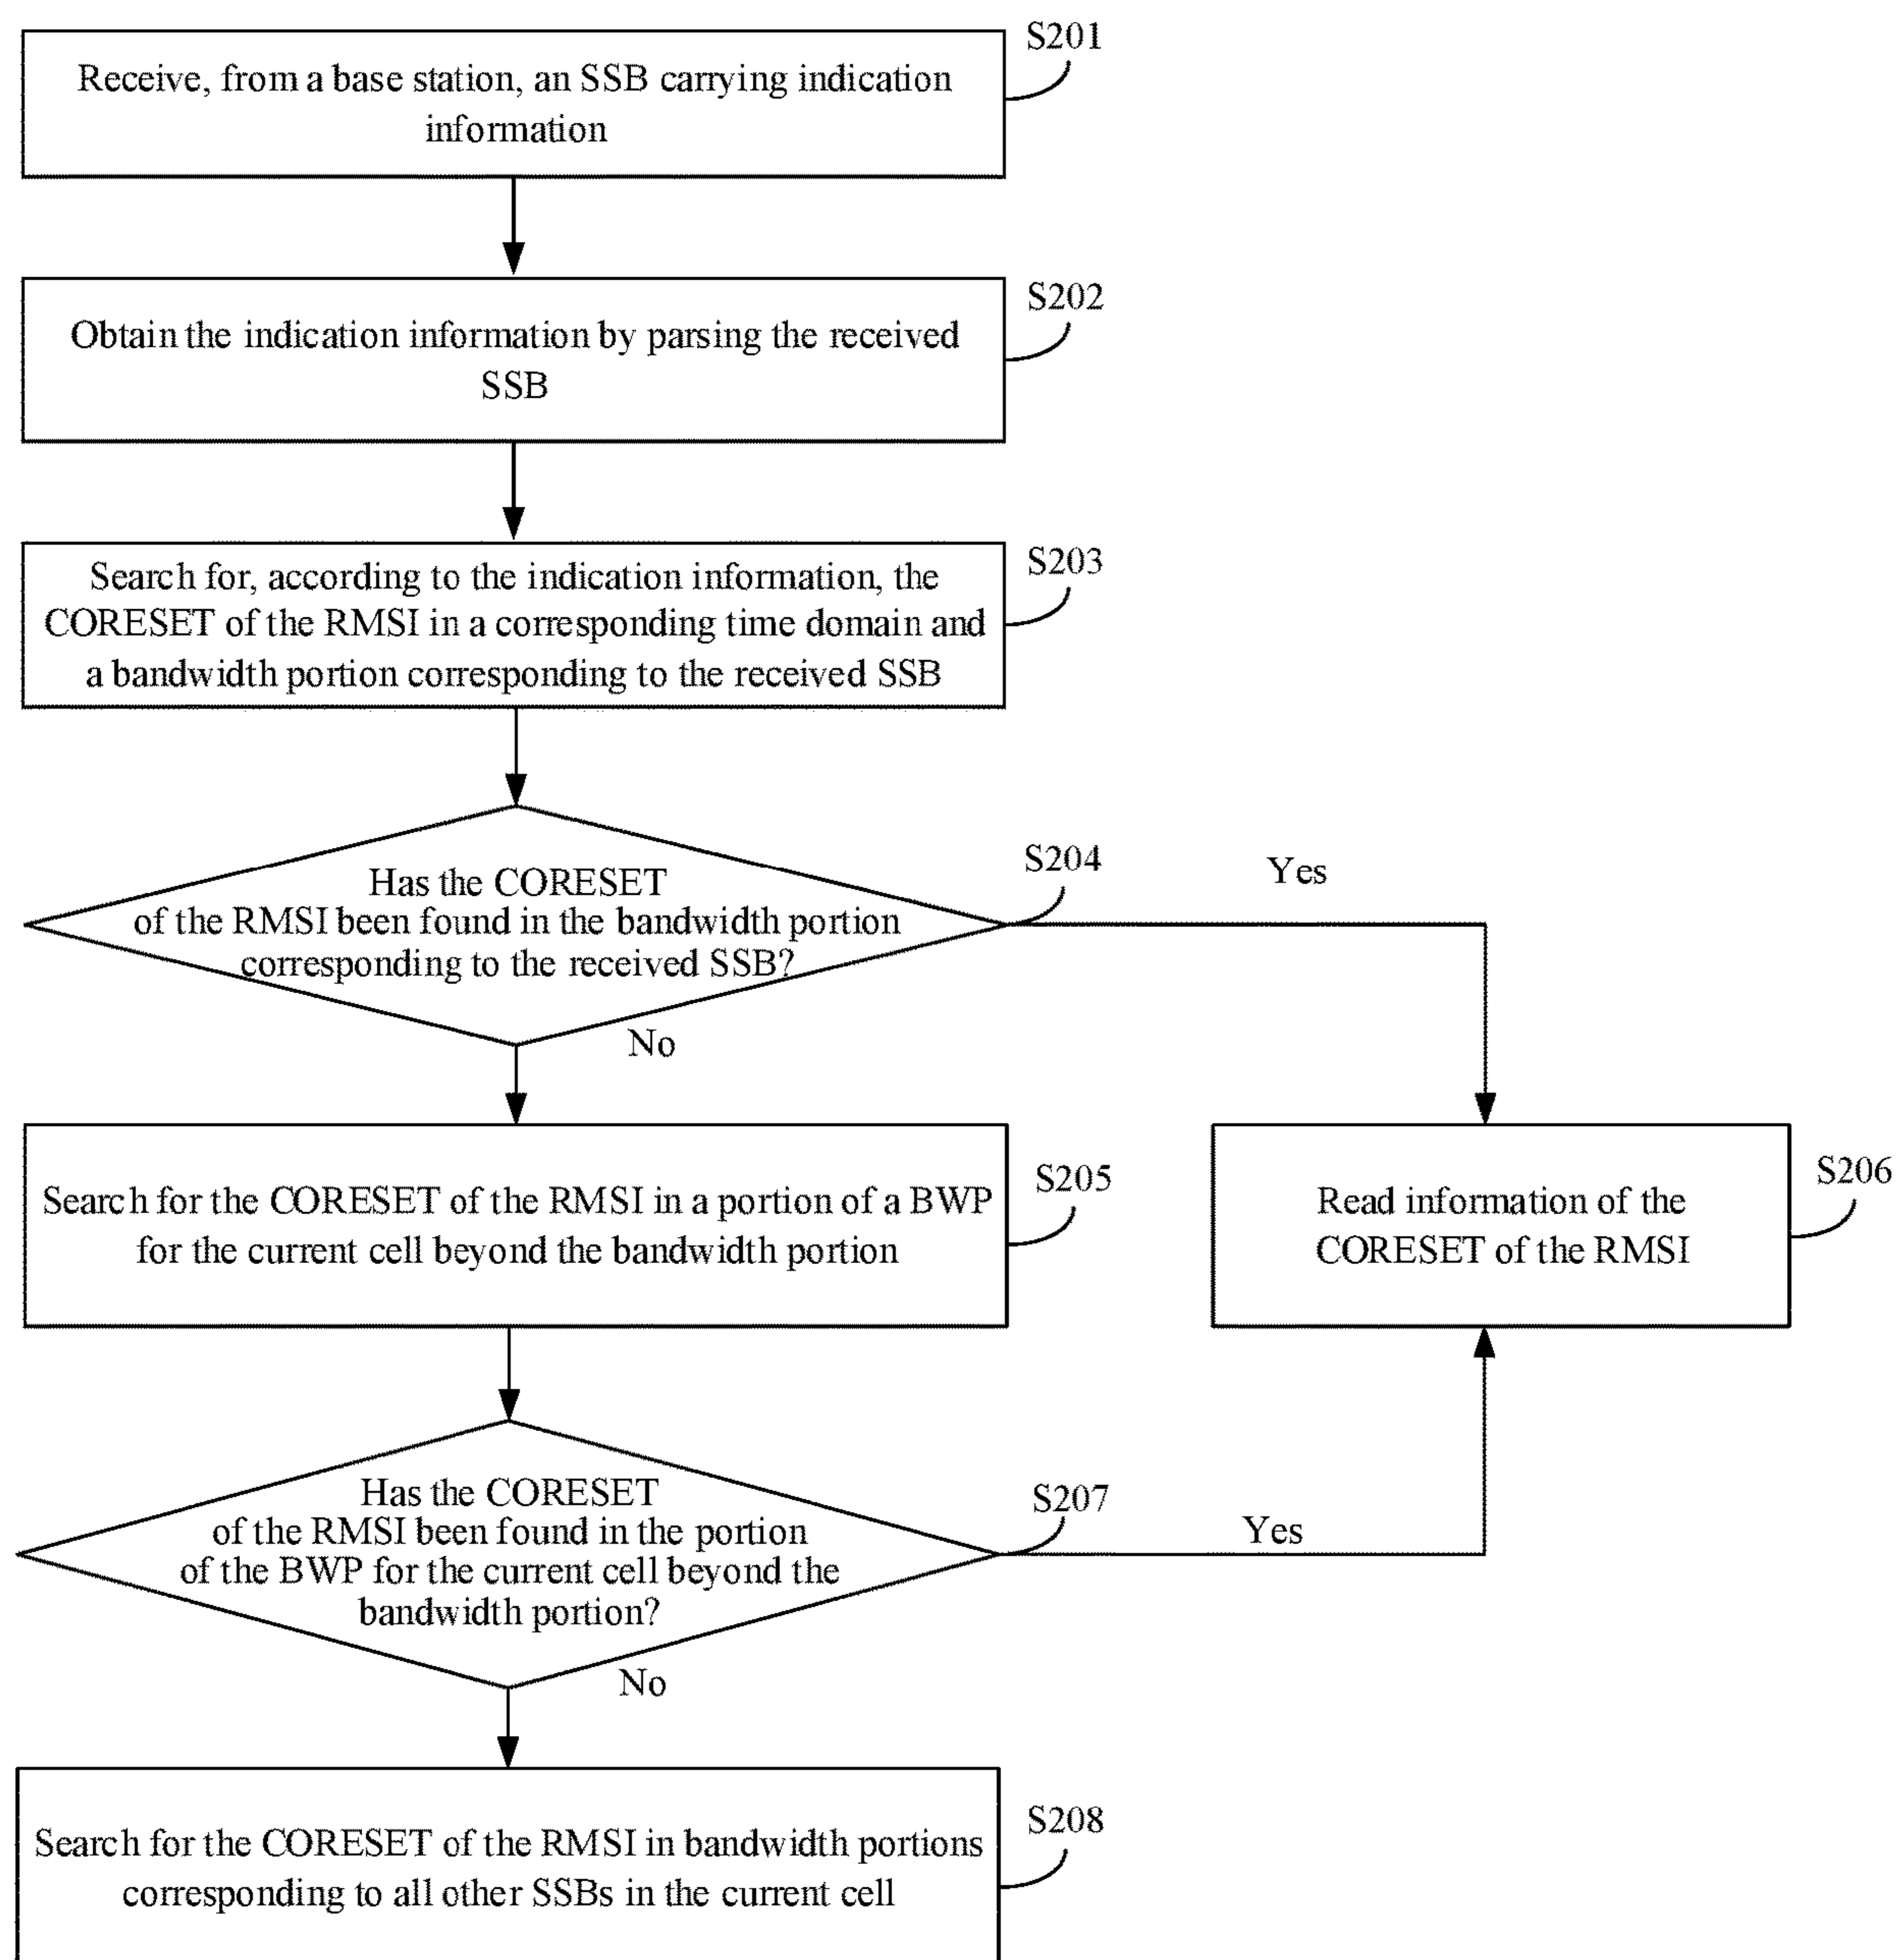 S201
Receive, from a base station, an SSB carrying indication
information
S202
Obtain the indication information by parsing the received
SSB
S203
Search for, according to the indication information, the
CORESET of the RMSI in a corresponding time domain and
a bandwidth portion corresponding to the received SSB
S204
Yes
Has the CORESET
of the RMSI been found in the bandwidth portion
corresponding to the received SSB?
No
S205
Search for the CORESET of the RMSI in a portion of a BWP
for the current cell beyond the bandwidth portion
S206
Read information of the
CORESET of the RMSI
S207
Yes
Has the CORESET
of the RMSI been found in the portion
of the BWP for the current cell beyond the
bandwidth portion?
No
S208
Search for the CORESET of the RMSI in bandwidth portions
corresponding to all other SSBs in the current cell